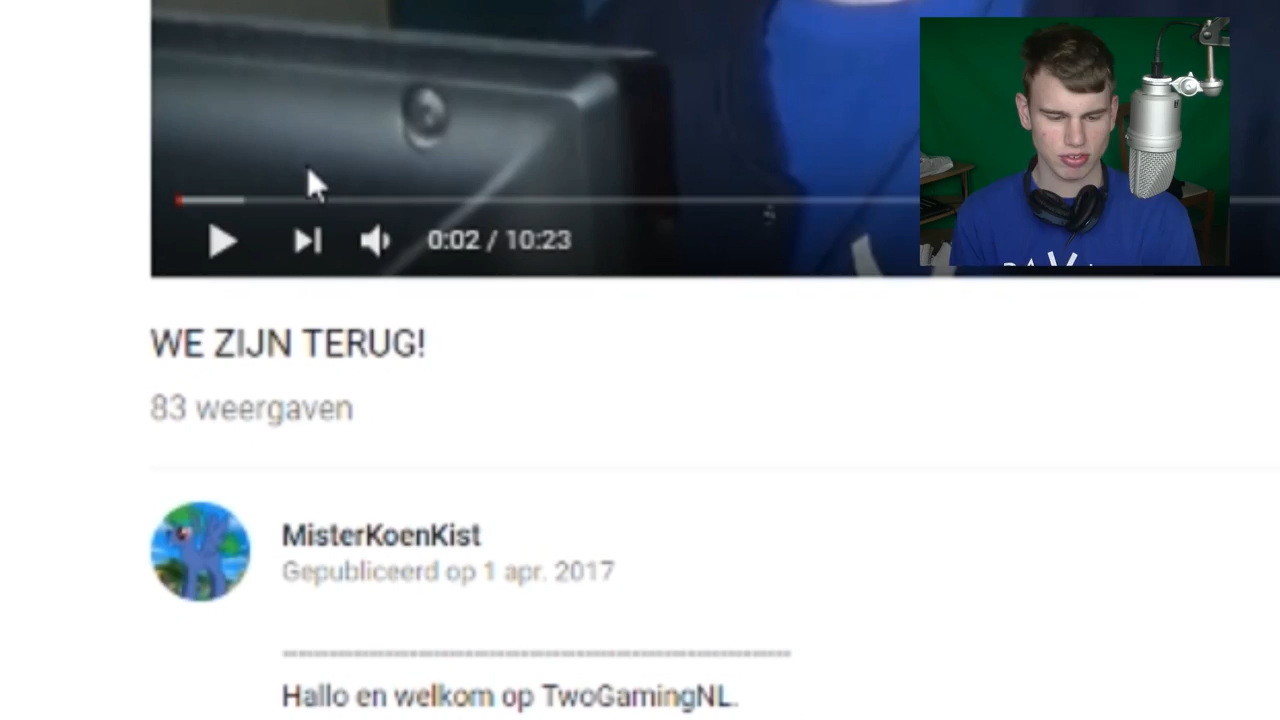 0:02 / 10:23
WE ZIJN TERUG!
83 weergaven
MisterKoenKist
Gepubliceerd op 1 apr. 2017
Hallo en welkom op TwoGamingNL.